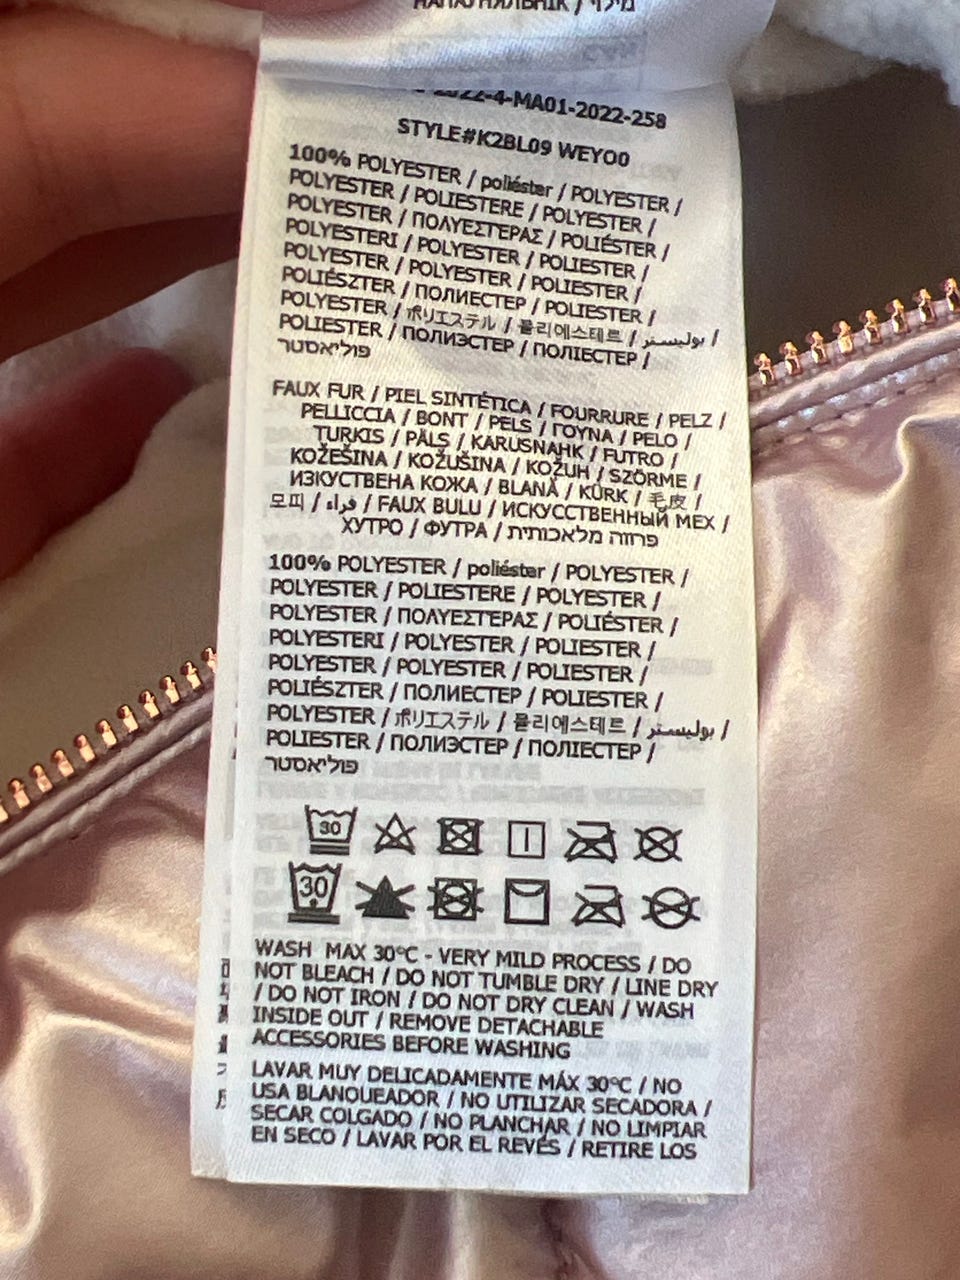 НАПАУНЯЛЬНІК / מילוי
2022-4-MA01-2022-258
STYLE#K2BL09 WEYO0
100% POLYESTER / poliéster / POLYESTER /
POLYESTER / POLIESTERE / POLYESTER /
POLYESTER / ΠΟΛΥΕΣΤΕΡΑΣ / POLIÉSTER /
POLYESTERI / POLYESTER / POLIESTER /
POLYESTER / POLYESTER / POLIESTER /
POLIÉSZTER / ПОЛИЕСТЕР / POLIESTER /
POLYESTER / ポリエステル / 폴리에스테르 / بوليستر /
POLIESTER / ПОЛИЭСТЕР / ПОЛІЕСТЕР /
פוליאסטר
FAUX FUR / PIEL SINTÉTICA / FOURRURE / PELZ /
PELLICCIA / BONT / PELS / ΓΟΥΝΑ / PELO /
TURKIS / PÄLS / KARUSNAHK / FUTRO /
KOŽEŠINA / KOŽUŠINA / KOŽUH / SZÖRME /
ИЗКУСТВЕНА КОЖА / BLANĂ / KÜRK / 毛皮 /
모피 / فراء / FAUX BULU / ИСКУССТВЕННЫЙ МЕХ /
ХУТРО / ФУТРА / פרווה מלאכותית
100% POLYESTER / poliéster / POLYESTER /
POLYESTER / POLIESTERE / POLYESTER /
POLYESTER / ΠΟΛΥΕΣΤΕΡΑΣ / POLIÉSTER /
POLYESTERI / POLYESTER / POLIESTER /
POLYESTER / POLYESTER / POLIESTER /
POLIÉSZTER / ПОЛИЕСТЕР / POLIESTER /
POLYESTER / ポリエステル / 폴리에스테르 / بوليستر /
POLIESTER / ПОЛИЭСТЕР / ПОЛІЕСТЕР /
פוליאסטר
30
30
WASH MAX 30°C - VERY MILD PROCESS / DO
NOT BLEACH / DO NOT TUMBLE DRY / LINE DRY
/ DO NOT IRON / DO NOT DRY CLEAN / WASH
INSIDE OUT / REMOVE DETACHABLE
ACCESSORIES BEFORE WASHING
LAVAR MUY DELICADAMENTE MÁX 30°C / NO
USA BLANQUEADOR / NO UTILIZAR SECADORA /
SECAR COLGADO / NO PLANCHAR / NO LIMPIAR
EN SECO / LAVAR POR EL REVÉS / RETIRE LOS